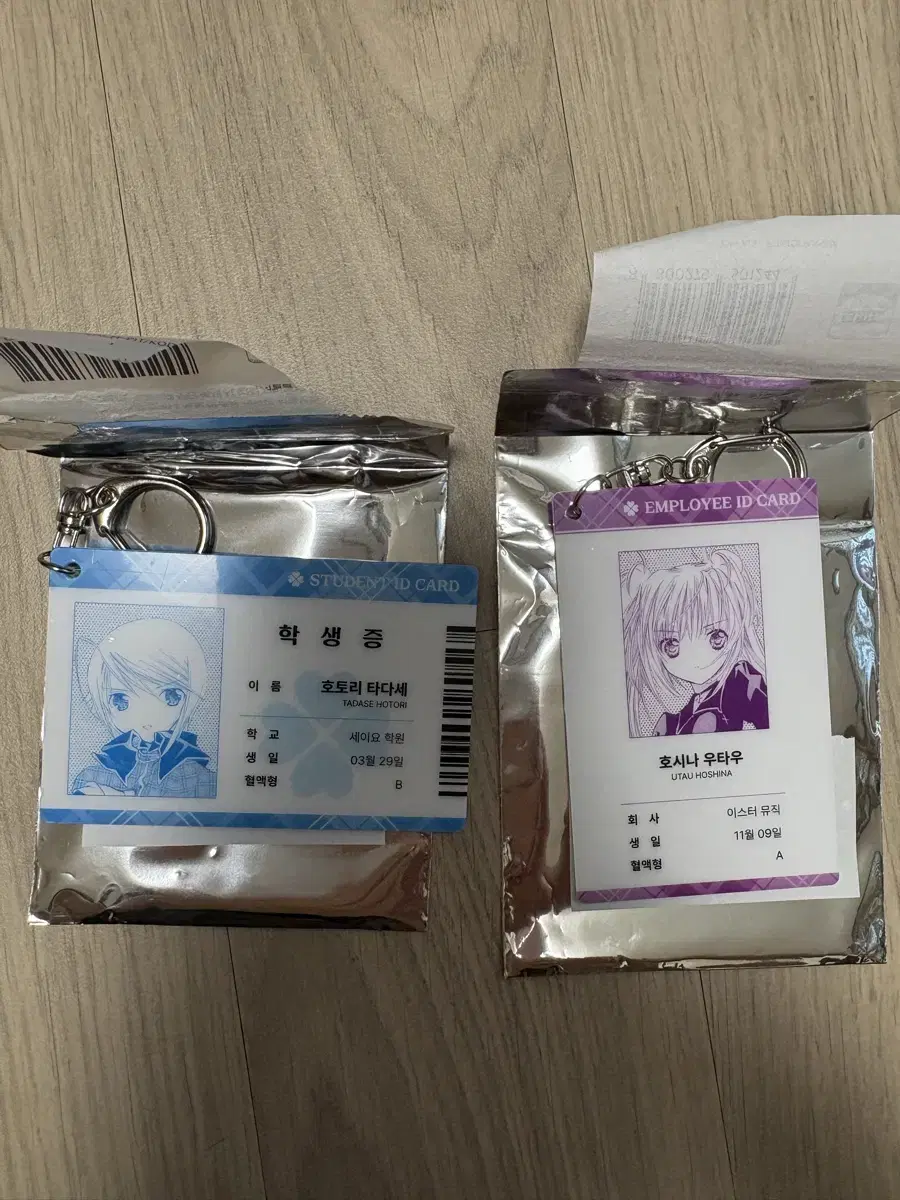 STUDENT ID CARD
학 생 증
이 름 호토리 타다세
TADASE HOTORI
학 교 세이요 학원
생 일 03월 29일
혈액형 B
EMPLOYEE ID CARD
호시나 우타우
UTAU HOSHINA
회 사 이스터 뮤직
생 일 11월 09일
혈액형 A